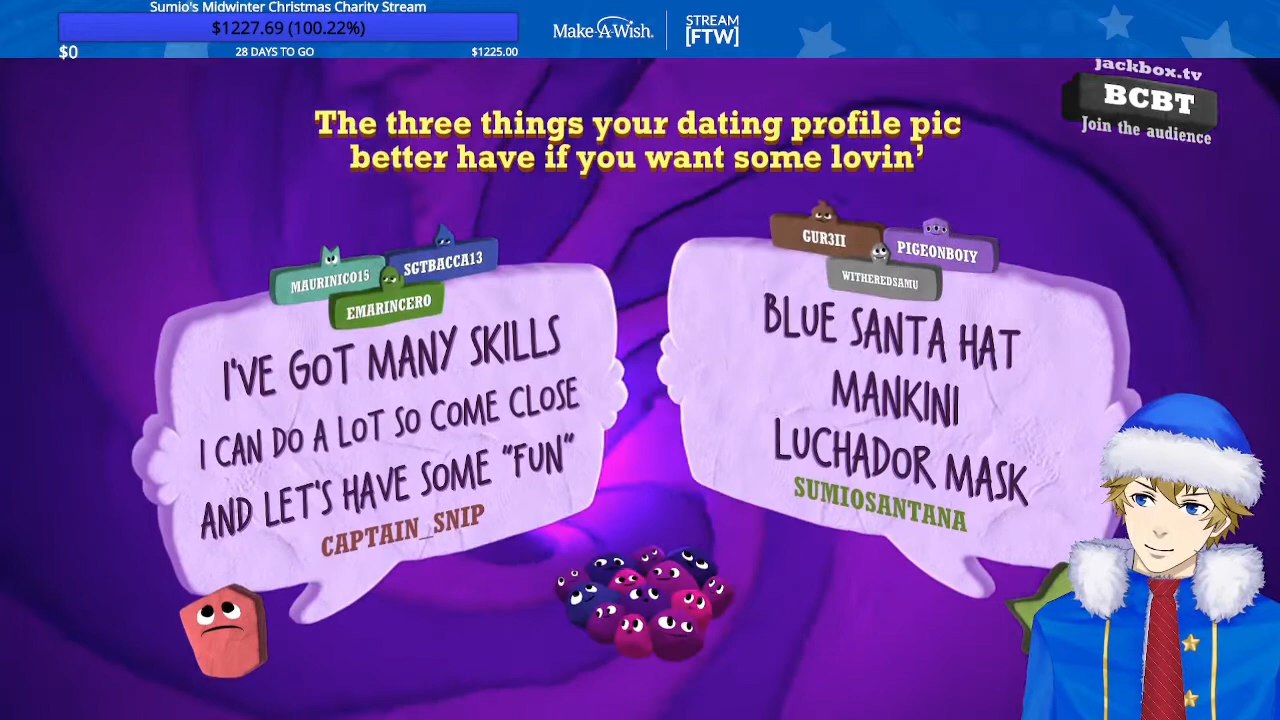 Sumio's Midwinter Christmas Charity Stream
$1227.69 (100.22%)
$0
28 DAYS TO GO
$1225.00
Make-A-Wish.
STREAM
[FTW]
jackbox.tv
BCBT
Join the audience
The three things your dating profile pic
better have if you want some lovin'
MAURINICO15
SGTBACCA13
EMARINCERO
I'VE GOT MANY SKILLS
I CAN DO A LOT SO COME CLOSE
AND LET'S HAVE SOME "FUN"
CAPTAIN_SNIP
GUR3II
PIGEONBOIY
WITHEREDSAMU
BLUE SANTA HAT
MANKINI
LUCHADOR MASK
SUMIOSANTANA